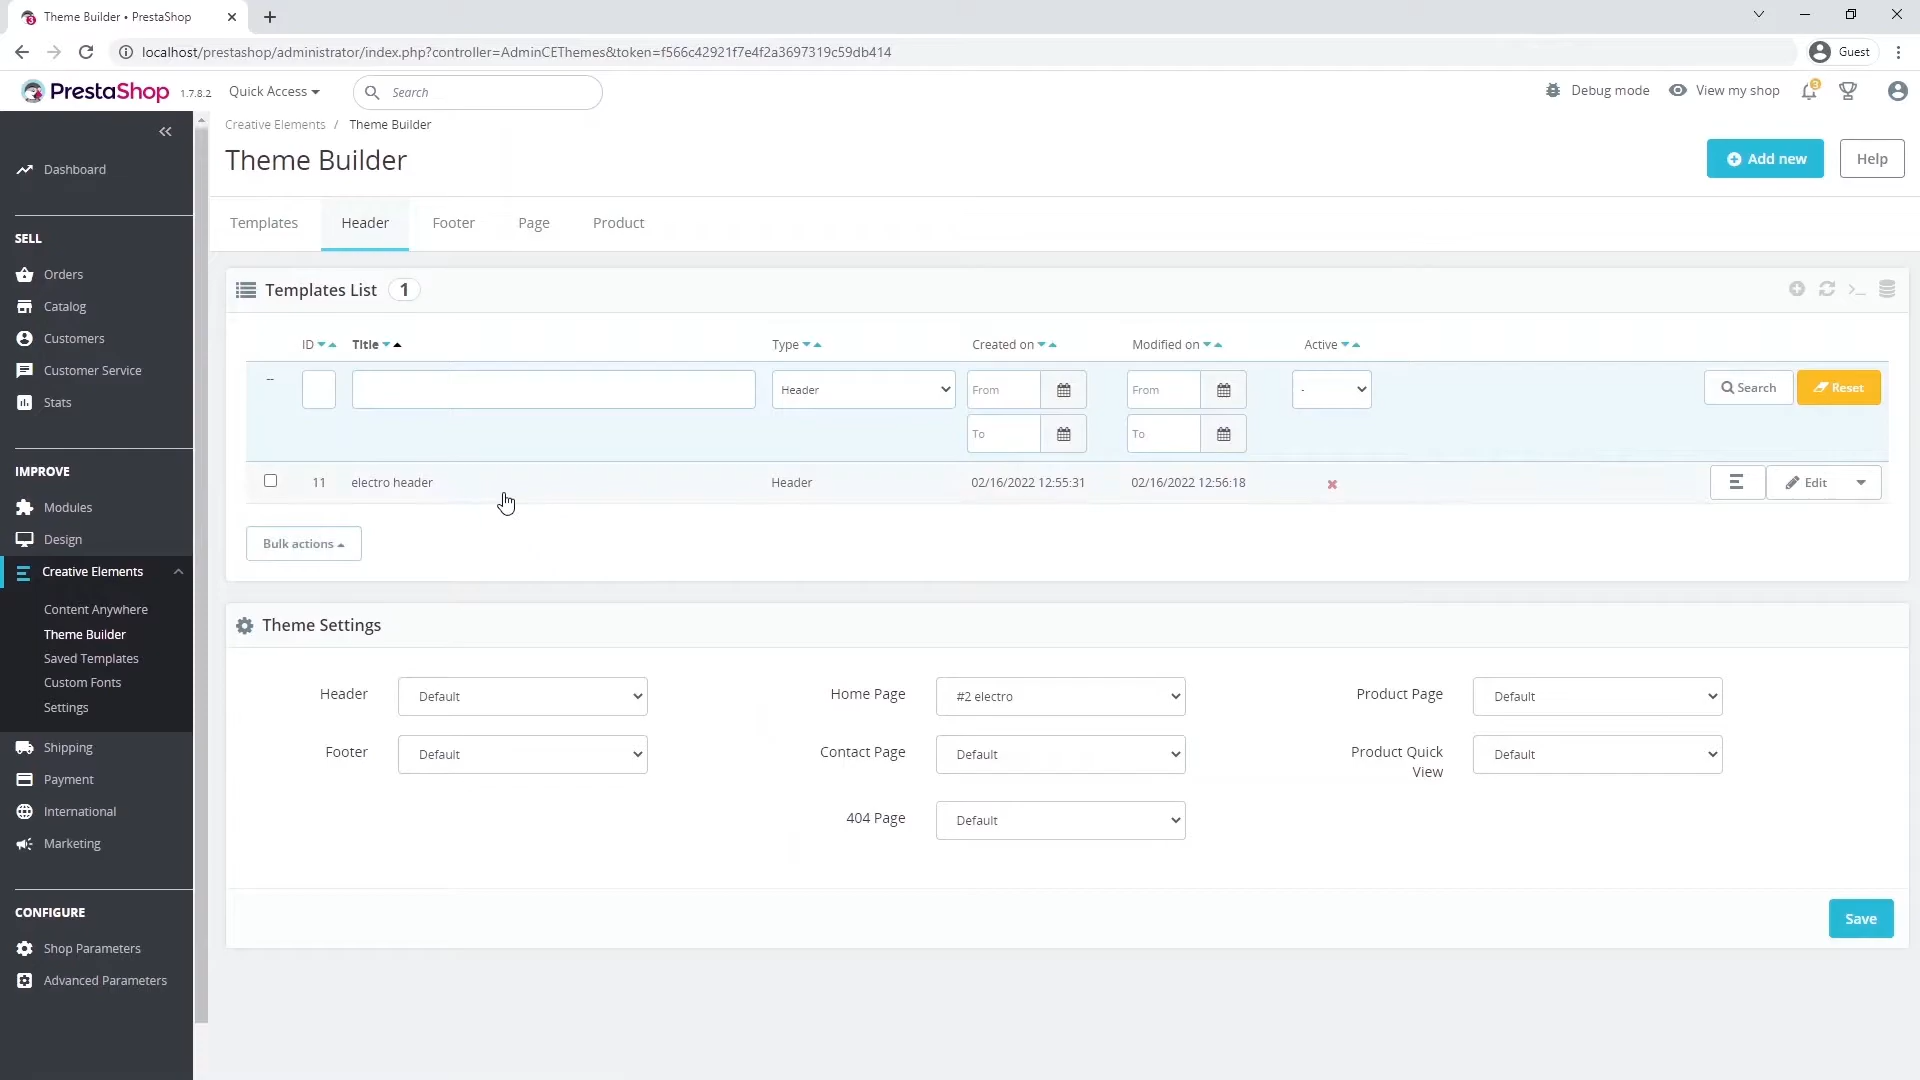 Theme Builder • PrestaShop
localhost/prestashop/administrator/index.php?controller=AdminCEThemes&token=f566c42921f7e4f2a3697319c59db414
Guest
PrestaShop 1.7.8.2 Quick Access Search Debug mode View my shop 3
Creative Elements / Theme Builder
Theme Builder
Add new Help
Templates Header Footer Page Product
Dashboard
SELL
Orders
Catalog
Customers
Customer Service
Stats
IMPROVE
Modules
Design
Creative Elements
Content Anywhere
Theme Builder
Saved Templates
Custom Fonts
Settings
Shipping
Payment
International
Marketing
CONFIGURE
Shop Parameters
Advanced Parameters
Templates List 1
ID Title Type Created on Modified on Active
-- Header From From - Search Reset
To To
11 electro header Header 02/16/2022 12:55:31 02/16/2022 12:56:18 Edit
Bulk actions
Theme Settings
Header Default Home Page #2 electro Product Page Default
Footer Default Contact Page Default Product Quick View Default
404 Page Default
Save